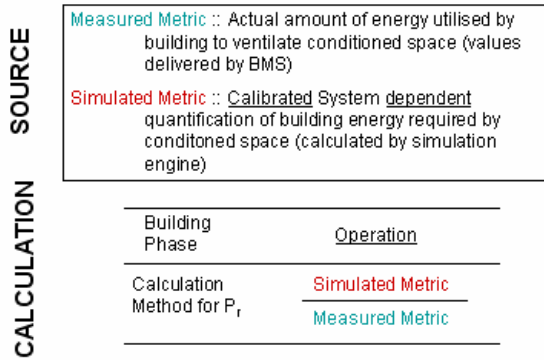 SOURCE
Measured Metric :: Actual amount of energy utilised by
building to ventilate conditioned space (values
delivered by BMS)
Simulated Metric :: Calibrated System dependent
quantification of building energy required by
conditoned space (calculated by simulation
engine)
CALCULATION
Building
Phase
Operation
Calculation
Method for Pr
Simulated Metric
Measured Metric